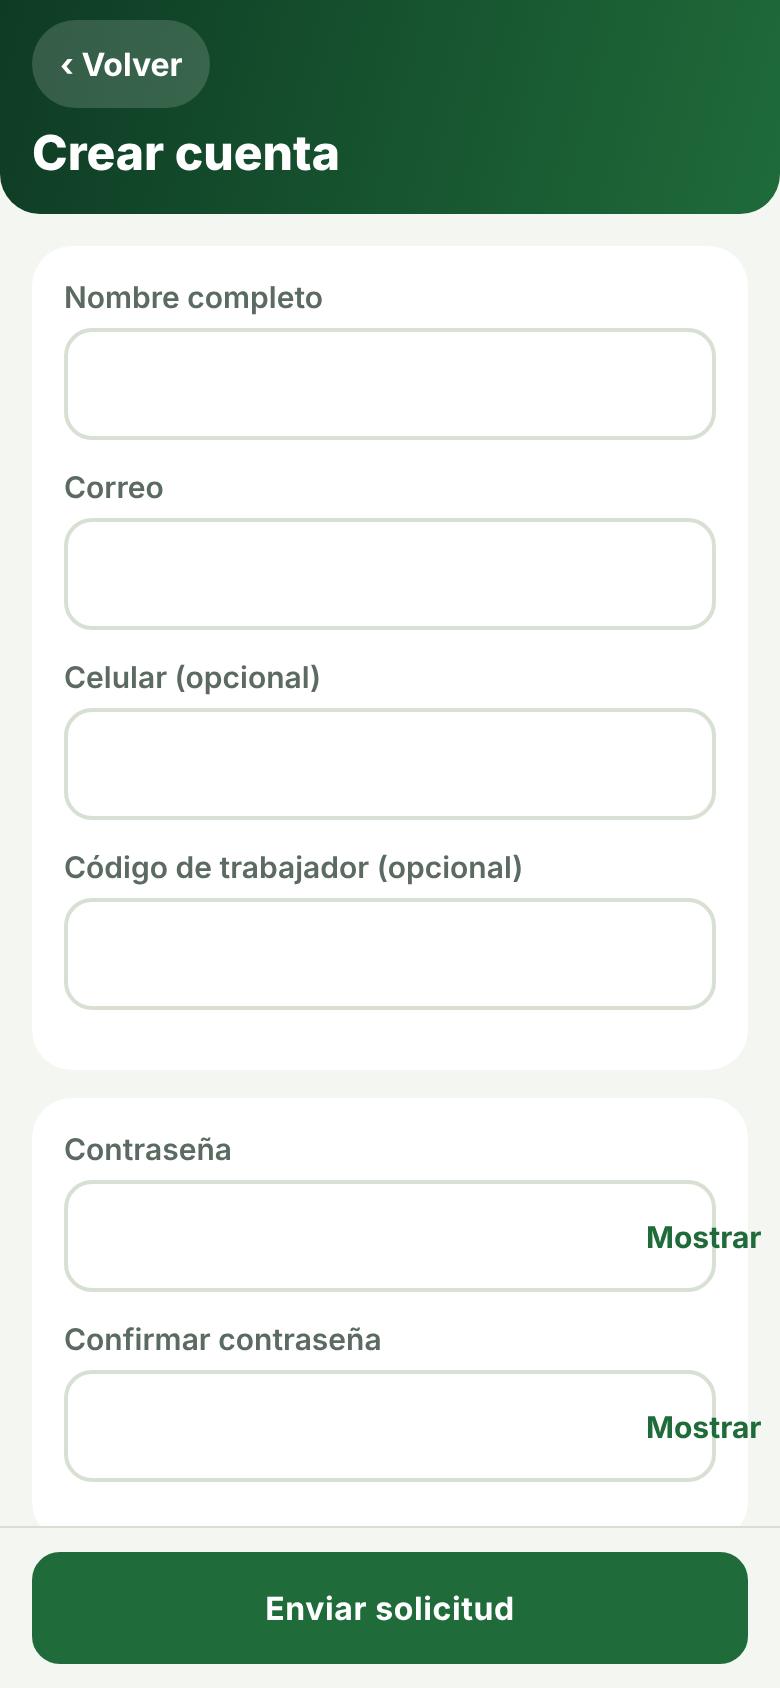 ‹ Volver
Crear cuenta
Nombre completo
Correo
Celular (opcional)
Código de trabajador (opcional)
Contraseña
Mostrar
Confirmar contraseña
Mostrar
Enviar solicitud